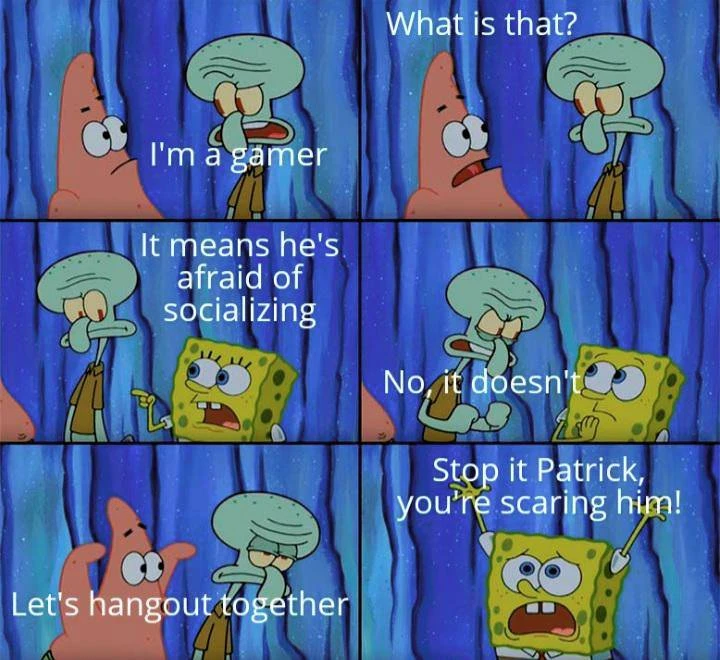 I'm a gamer
What is that?
It means he's
afraid of
socializing
No, it doesn't
Let's hangout together
Stop it Patrick,
you're scaring him!